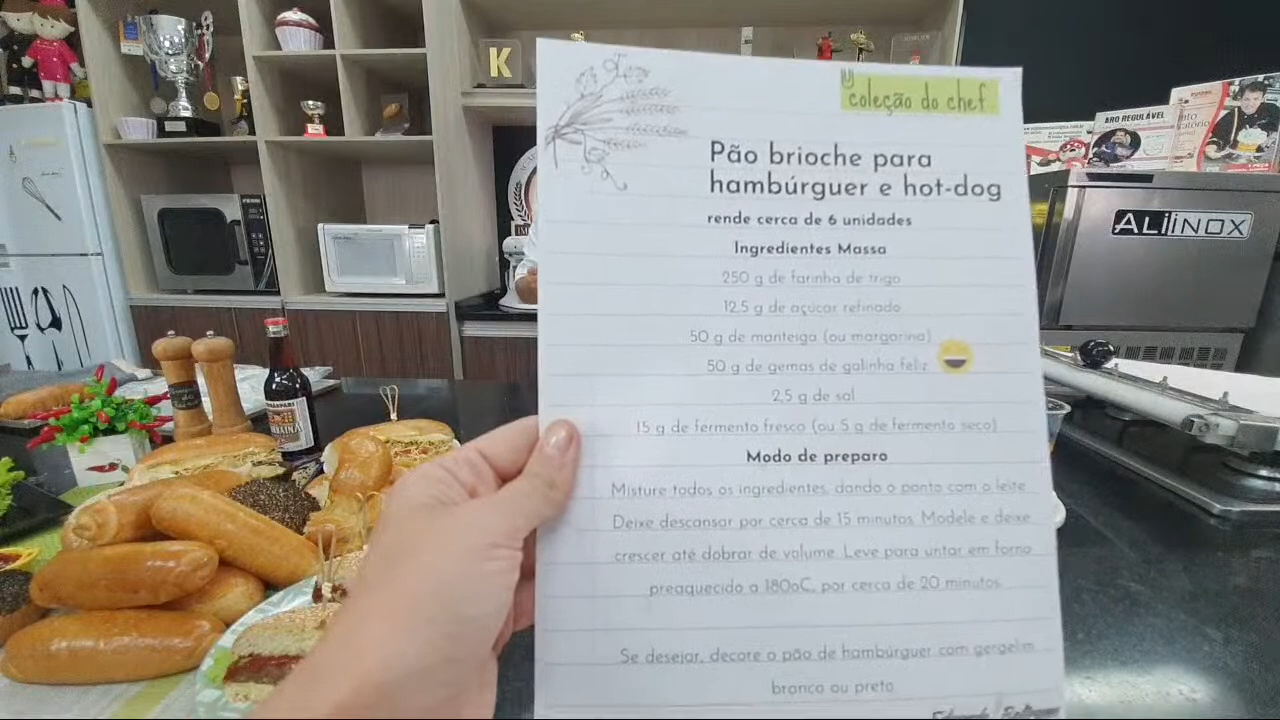 coleção do chef
Pão brioche para
hambúrguer e hot-dog
rende cerca de 6 unidades
Ingredientes Massa
250 g de farinha de trigo
12,5 g de açúcar refinado
50 g de manteiga (ou margarina)
50 g de gemas de galinha feliz
2,5 g de sal
15 g de fermento fresco (ou 5 g de fermento seco)
Modo de preparo
Misture todos os ingredientes, dando o ponto com o leite.
Deixe descansar por cerca de 15 minutos. Modele e deixe
crescer até dobrar de volume. Leve para untar em forno
preaquecido a 180oC, por cerca de 20 minutos.
Se desejar, decore o pão de hambúrguer com gergelim
branco ou preto.
K
ARO REGULÁVEL
ALIINOX